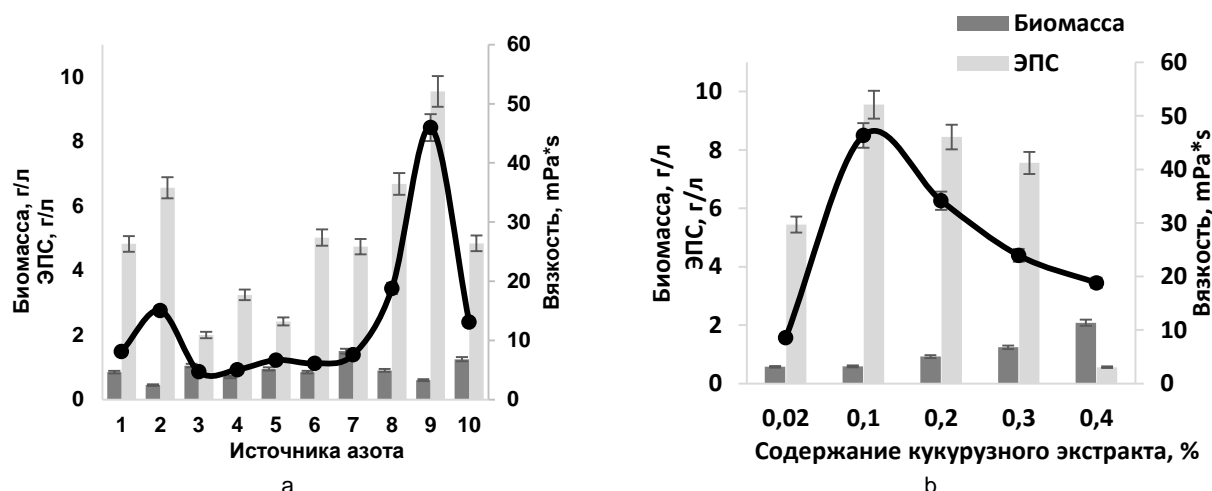 Биомасса, г/л
ЭПС, г/л
60
50
40
30
20
10
0
10
8
6
4
2
0
Вязкость, mPa*s
1 2 3 4 5 6 7 8 9 10
Источника азота
a
Биомасса
ЭПС
Биомасса, г/л
ЭПС, г/л
10
8
6
4
2
0
60
50
40
30
20
10
0
Вязкость, mPa*s
0,02 0,1 0,2 0,3 0,4
Содержание кукурузного экстракта, %
b